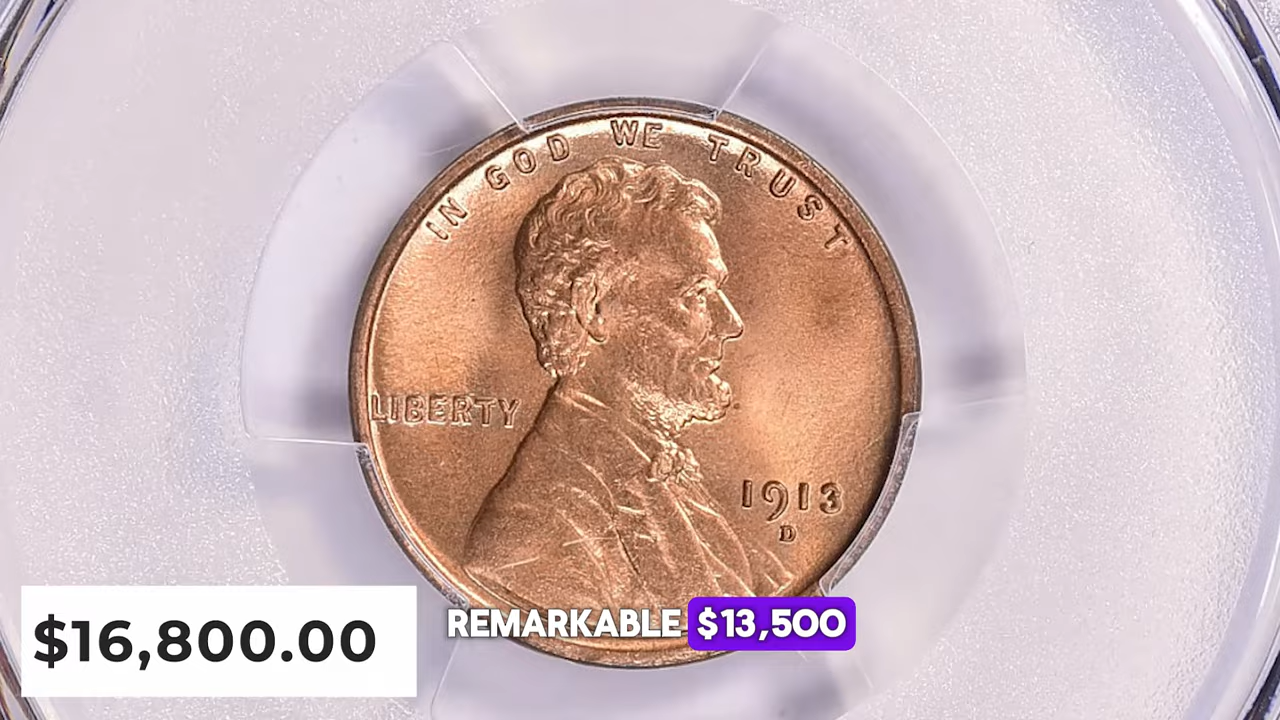 IN GOD WE TRUST
LIBERTY
1913
D
$16,800.00
REMARKABLE $13,500